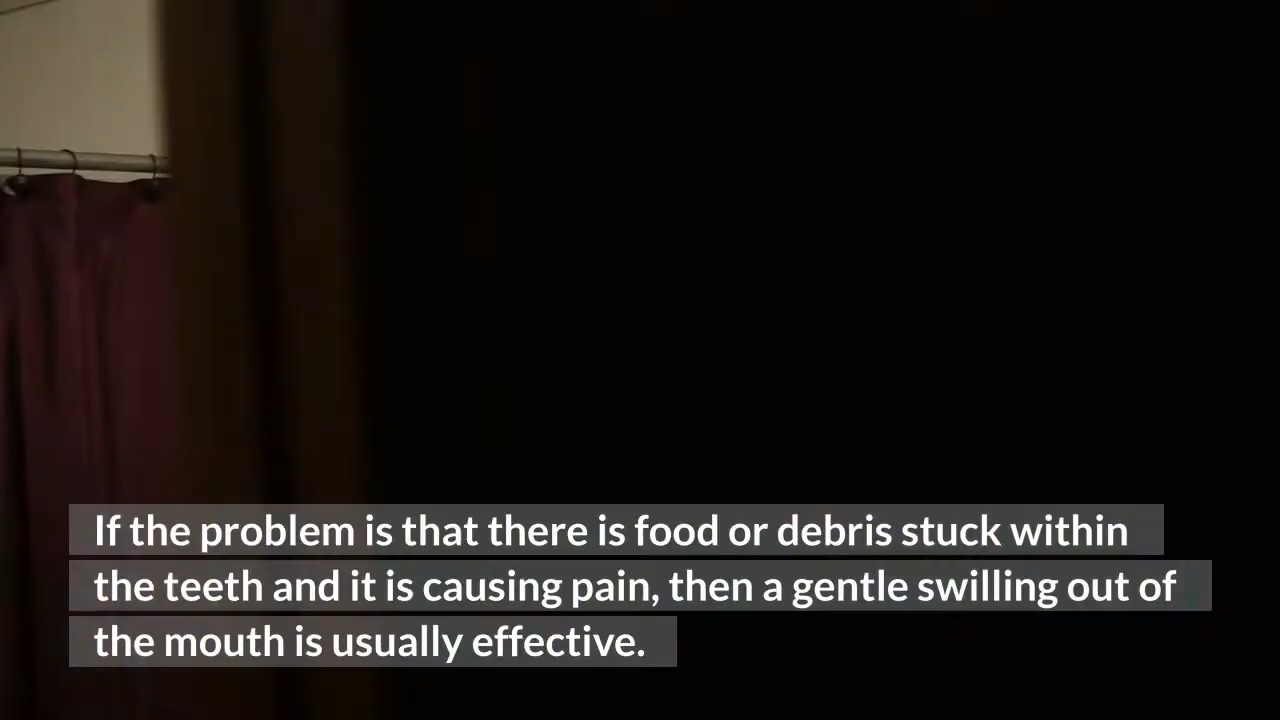 If the problem is that there is food or debris stuck within
the teeth and it is causing pain, then a gentle swilling out of
the mouth is usually effective.